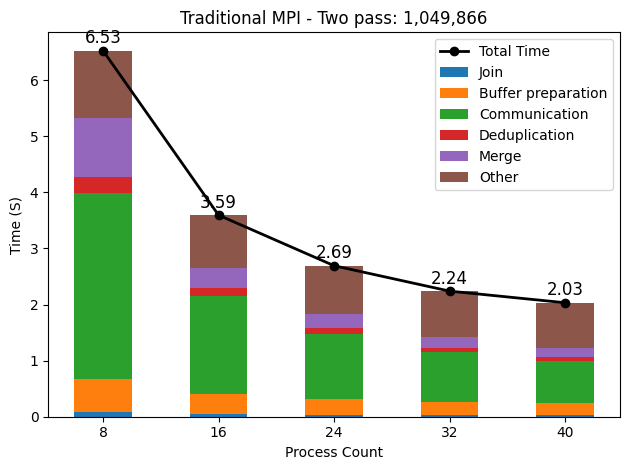 Traditional MPI - Two pass: 1,049,866
6.53
3.59
2.69
2.24
2.03
Total Time
Join
Buffer preparation
Communication
Deduplication
Merge
Other
Time (S)
6
5
4
3
2
1
0
8
16
24
32
40
Process Count